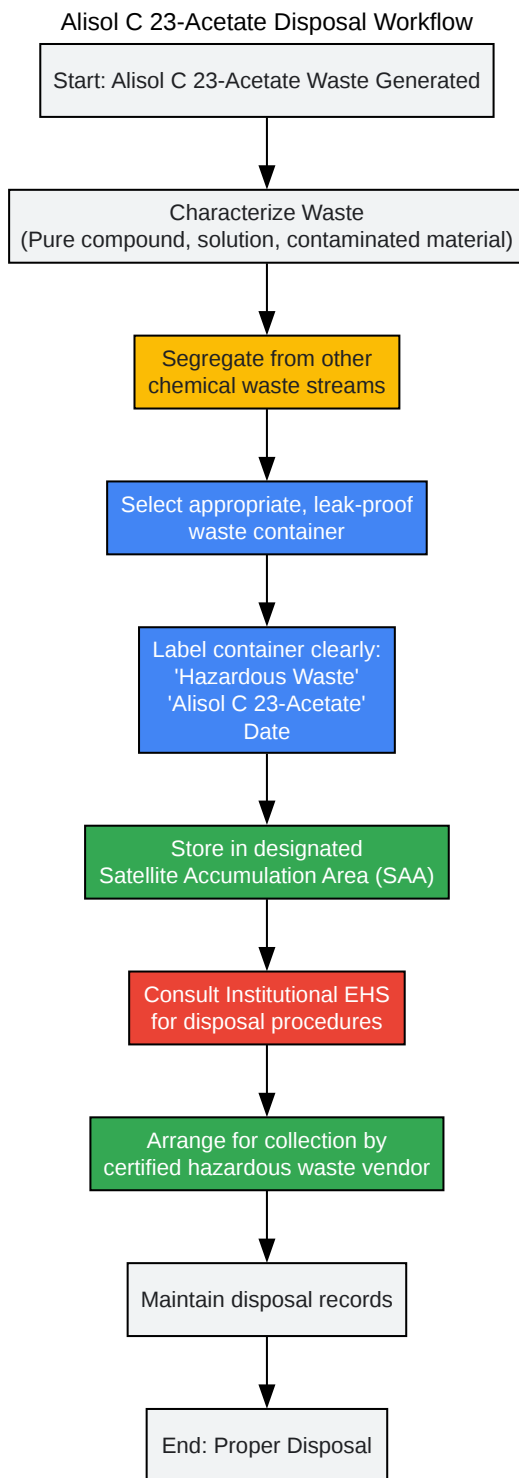 Alisol C 23-Acetate Disposal Workflow
Start: Alisol C 23-Acetate Waste Generated
Characterize Waste
(Pure compound, solution, contaminated material)
Segregate from other
chemical waste streams
Select appropriate, leak-proof
waste container
Label container clearly:
'Hazardous Waste'
'Alisol C 23-Acetate'
Date
Store in designated
Satellite Accumulation Area (SAA)
Consult Institutional EHS
for disposal procedures
Arrange for collection by
certified hazardous waste vendor
Maintain disposal records
End: Proper Disposal